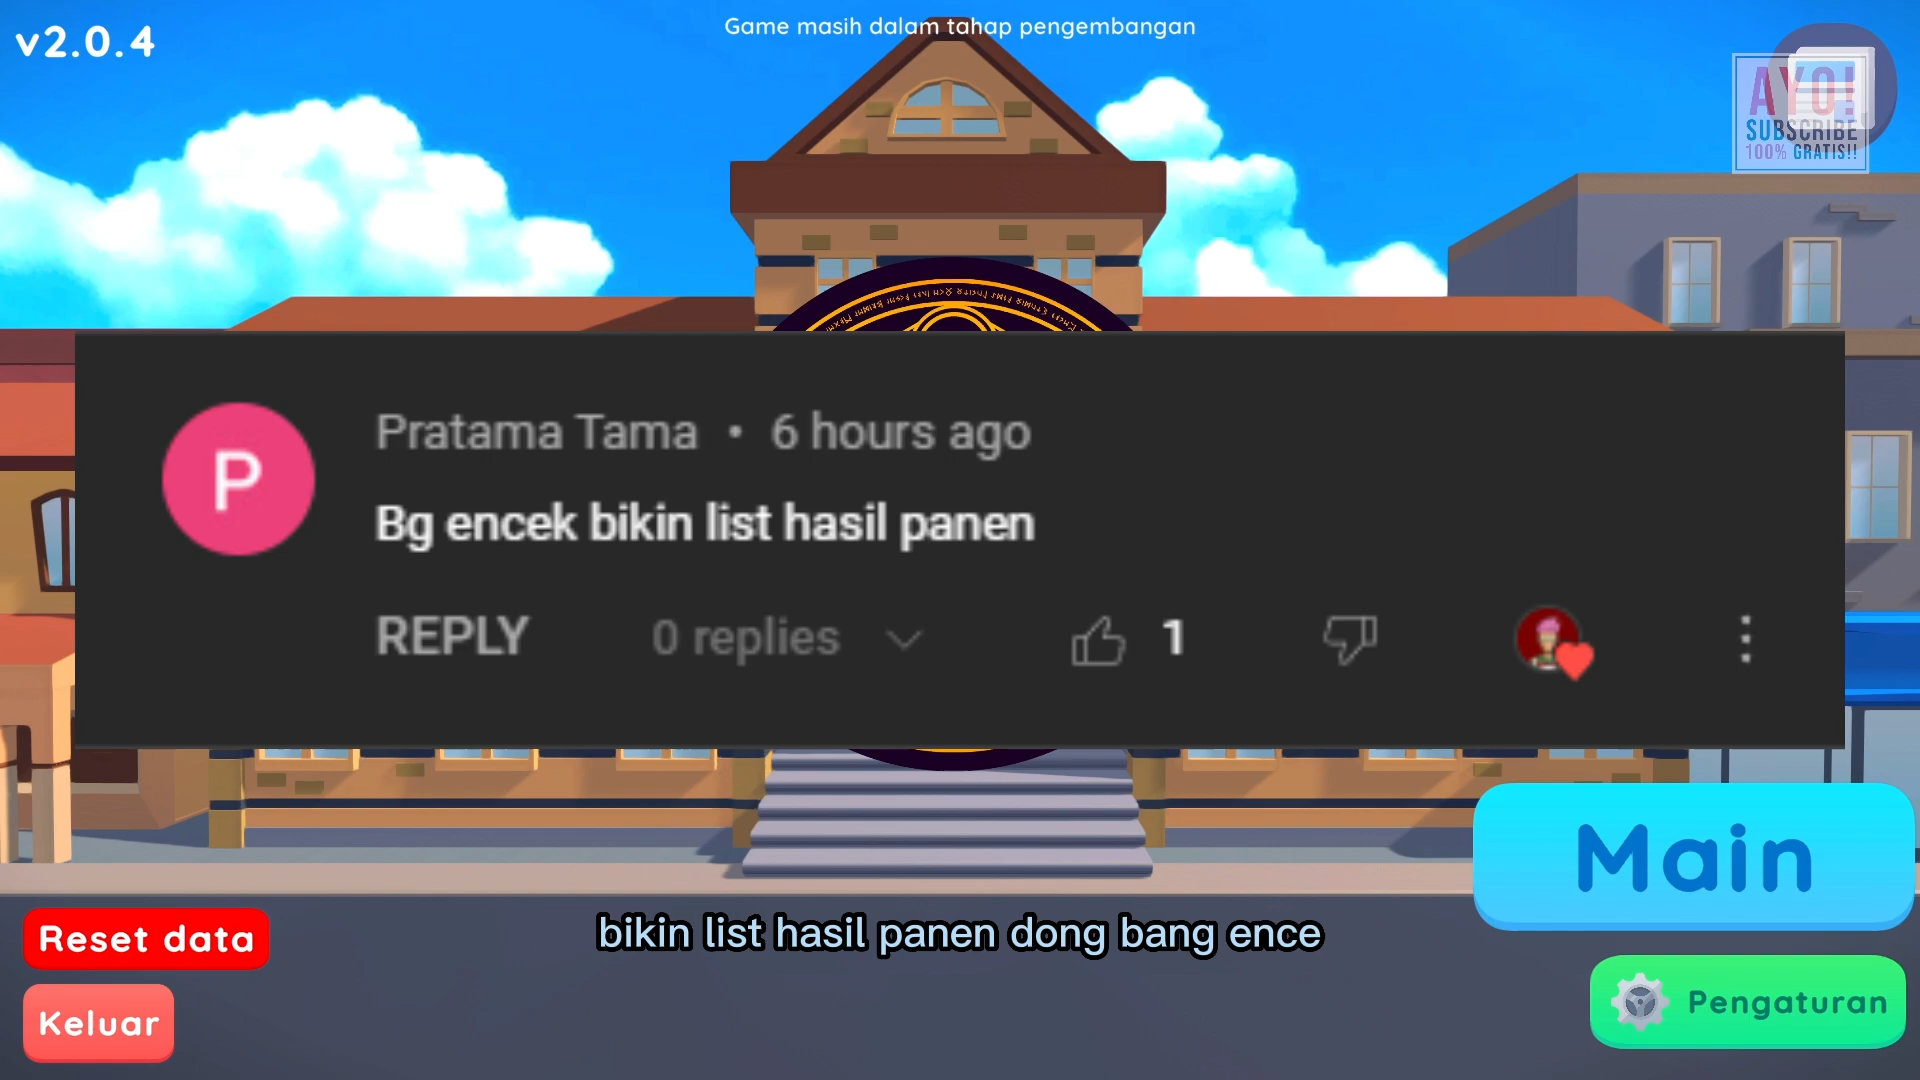 v2.0.4
Game masih dalam tahap pengembangan
AYO!
SUBSCRIBE
100% GRATIS!!
P
Pratama Tama • 6 hours ago
Bg encek bikin list hasil panen
REPLY 0 replies 1
Main
Reset data
bikin list hasil panen dong bang ence
Keluar
Pengaturan